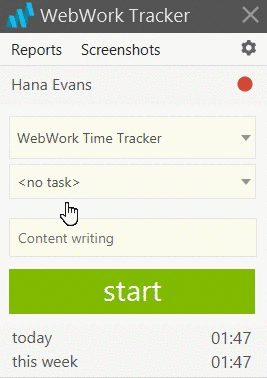 WebWork Tracker
Reports Screenshots
Hana Evans
WebWork Time Tracker
<no task>
Content writing
start
today 01:47
this week 01:47